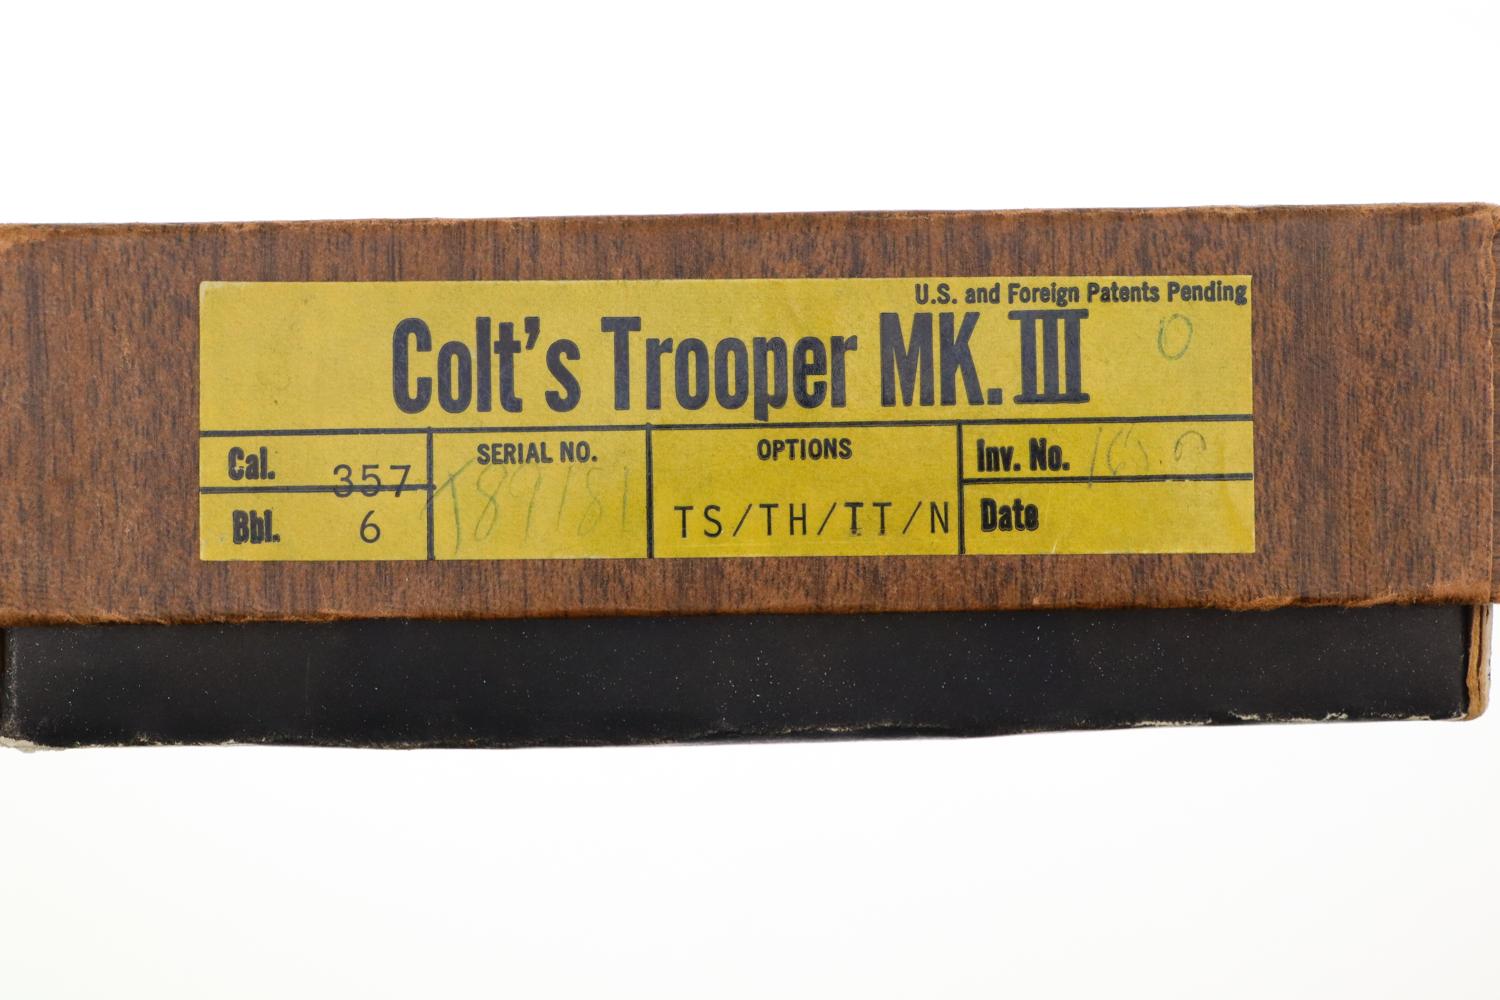 U.S. and Foreign Patents Pending
Colt's Trooper MK. III
O
Cal. 357
Bbl. 6
SERIAL NO.
OPTIONS
TS/TH/TT/N
Inv. No.
Date